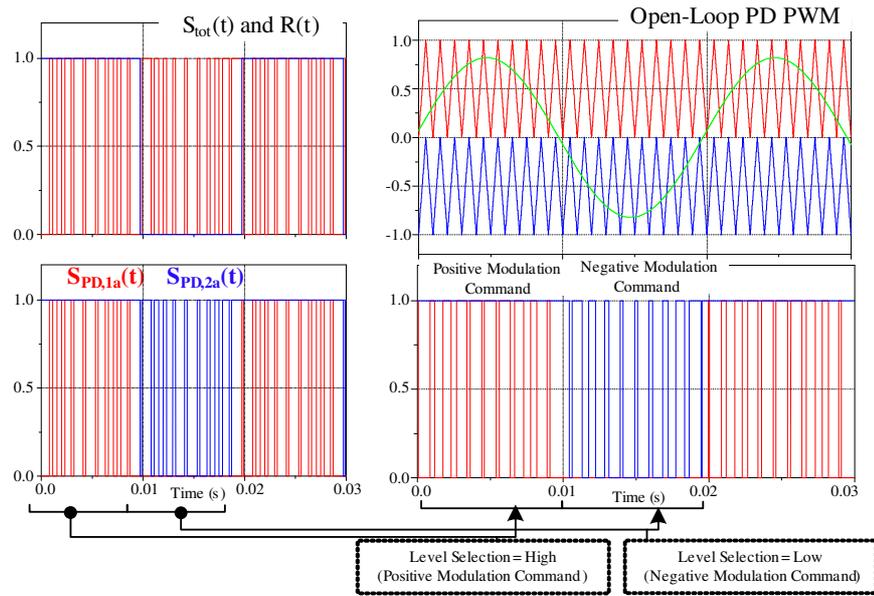 S_tot(t) and R(t)
1.0
0.5
0.0
Open-Loop PD PWM
1.0
0.5
0.0
-0.5
-1.0
S_PD,1a(t) S_PD,2a(t)
1.0
0.5
0.0
0.0 0.01 0.02 0.03
Time (s)
Positive Modulation
Command
Negative Modulation
Command
1.0
0.5
0.0
0.0 0.01 0.02 0.03
Time (s)
Level Selection=High
(Positive Modulation Command)
Level Selection=Low
(Negative Modulation Command)